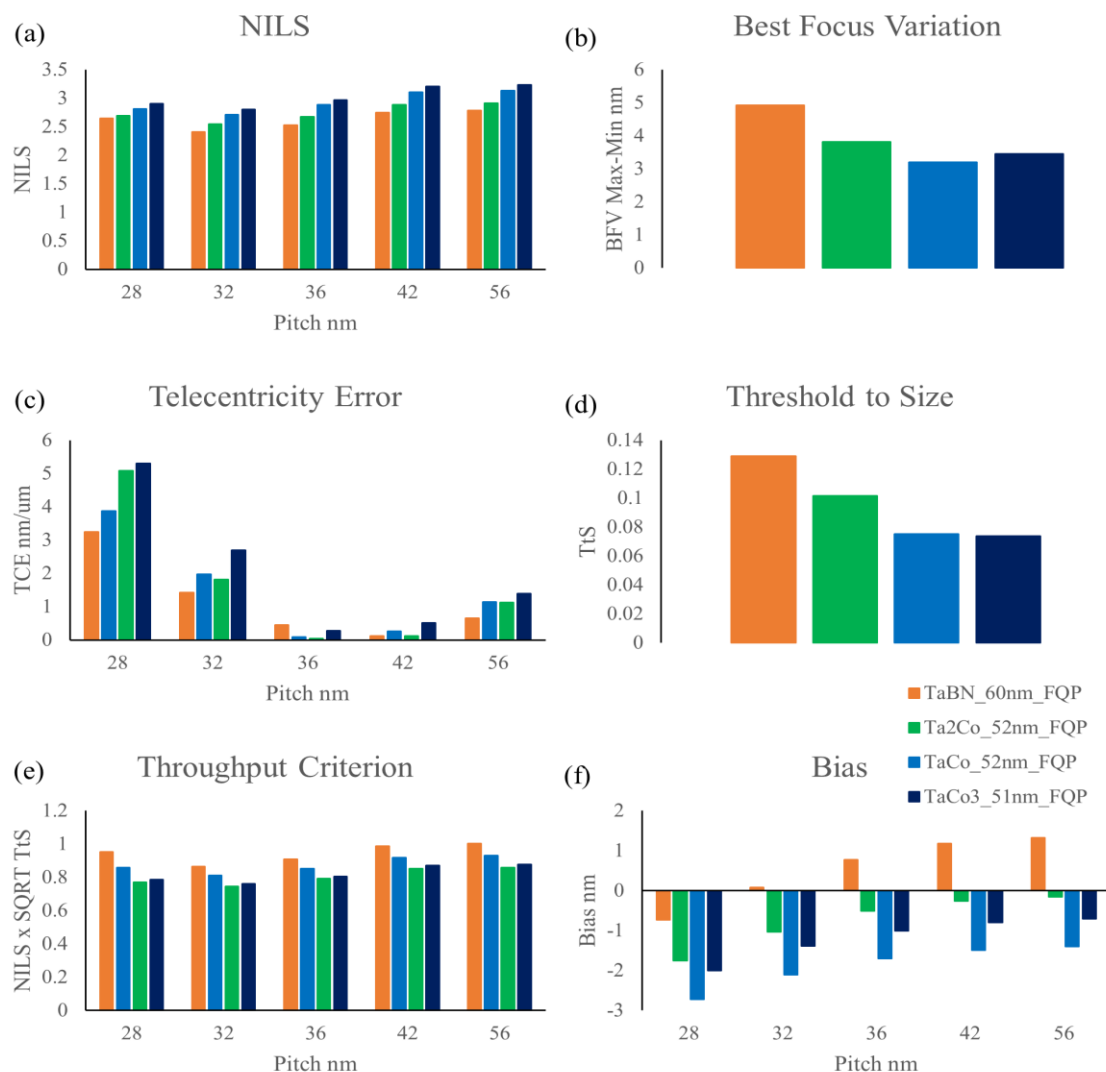 (a)
NILS
3.5
3
2.5
2
1.5
1
0.5
0
NILS
28 32 36 42 56
Pitch nm
(b)
Best Focus Variation
6
5
4
3
2
1
0
BFV Max-Min nm
(c)
Telecentricity Error
6
5
4
3
2
1
0
TCE nm/um
28 32 36 42 56
Pitch nm
(d)
Threshold to Size
0.14
0.12
0.1
0.08
0.06
0.04
0.02
0
TtS
TaBN_60nm_FQP
Ta2Co_52nm_FQP
TaCo_52nm_FQP
TaCo3_51nm_FQP
(e)
Throughput Criterion
1.2
1
0.8
0.6
0.4
0.2
0
NILS x SQRT TtS
28 32 36 42 56
Pitch nm
(f)
Bias
2
1
0
-1
-2
-3
Bias nm
28 32 36 42 56
Pitch nm